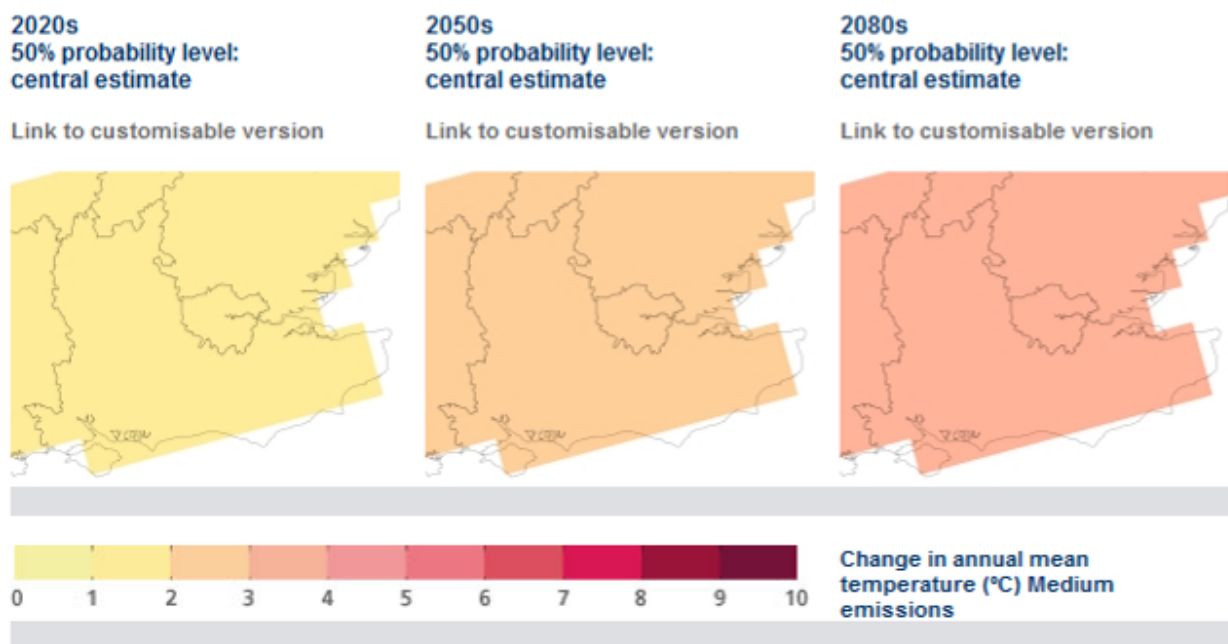 2020s
50% probability level:
central estimate
Link to customisable version
2050s
50% probability level:
central estimate
Link to customisable version
2080s
50% probability level:
central estimate
Link to customisable version
0 1 2 3 4 5 6 7 8 9 10
Change in annual mean
temperature (ºC) Medium
emissions